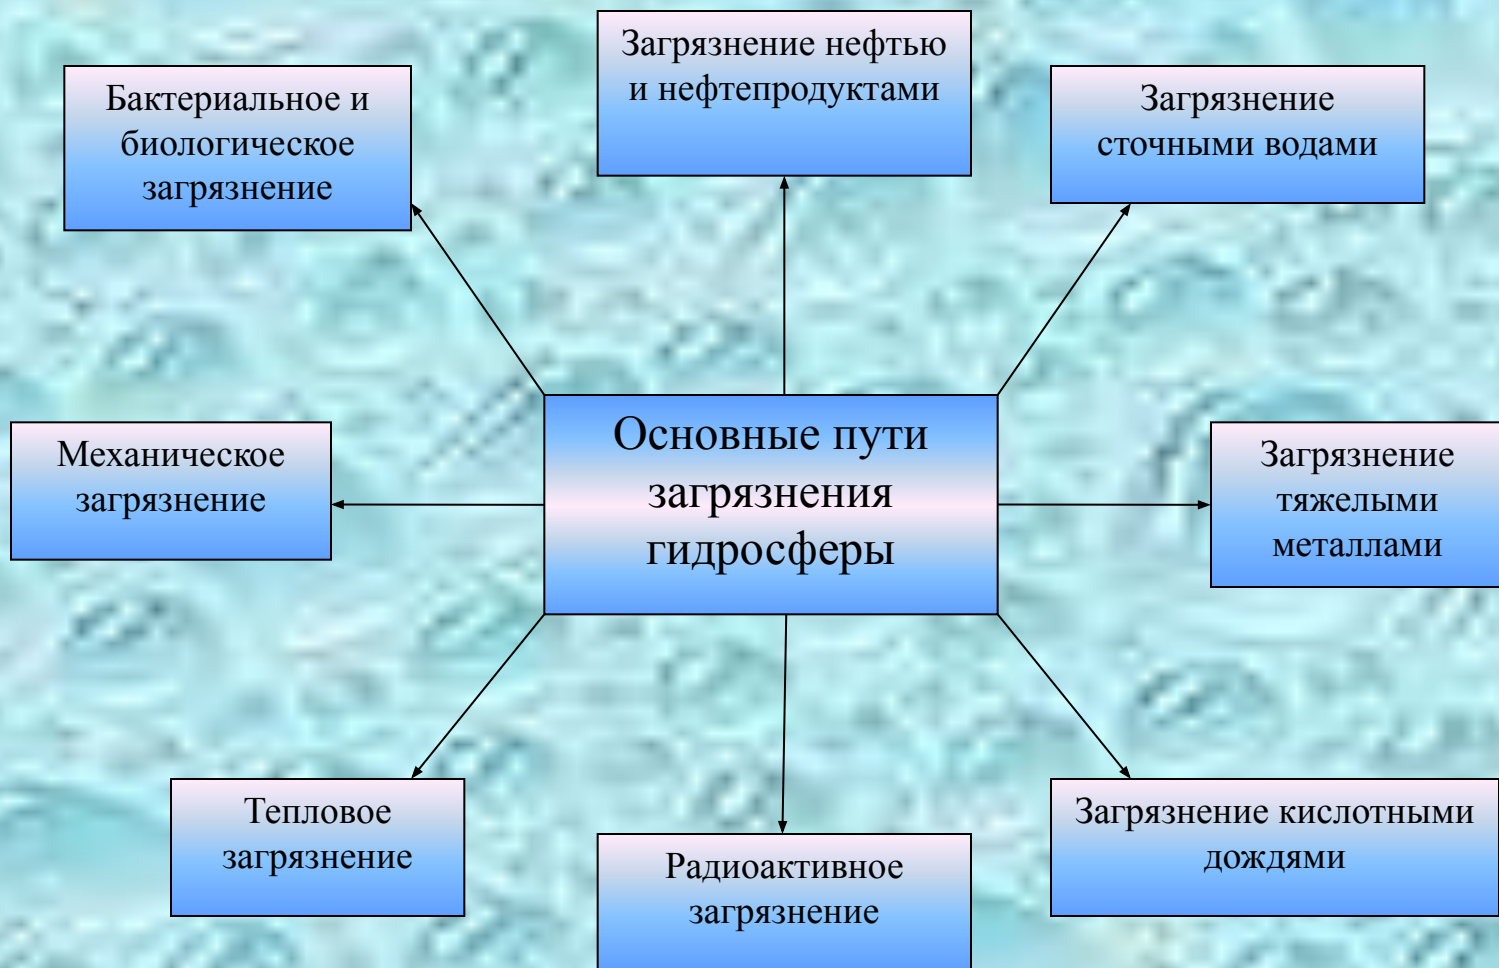 Загрязнение нефтью
и нефтепродуктами
Бактериальное и
биологическое
загрязнение
Загрязнение
сточными водами
Основные пути
загрязнения
гидросферы
Механическое
загрязнение
Загрязнение
тяжелыми
металлами
Тепловое
загрязнение
Радиоактивное
загрязнение
Загрязнение кислотными
дождями